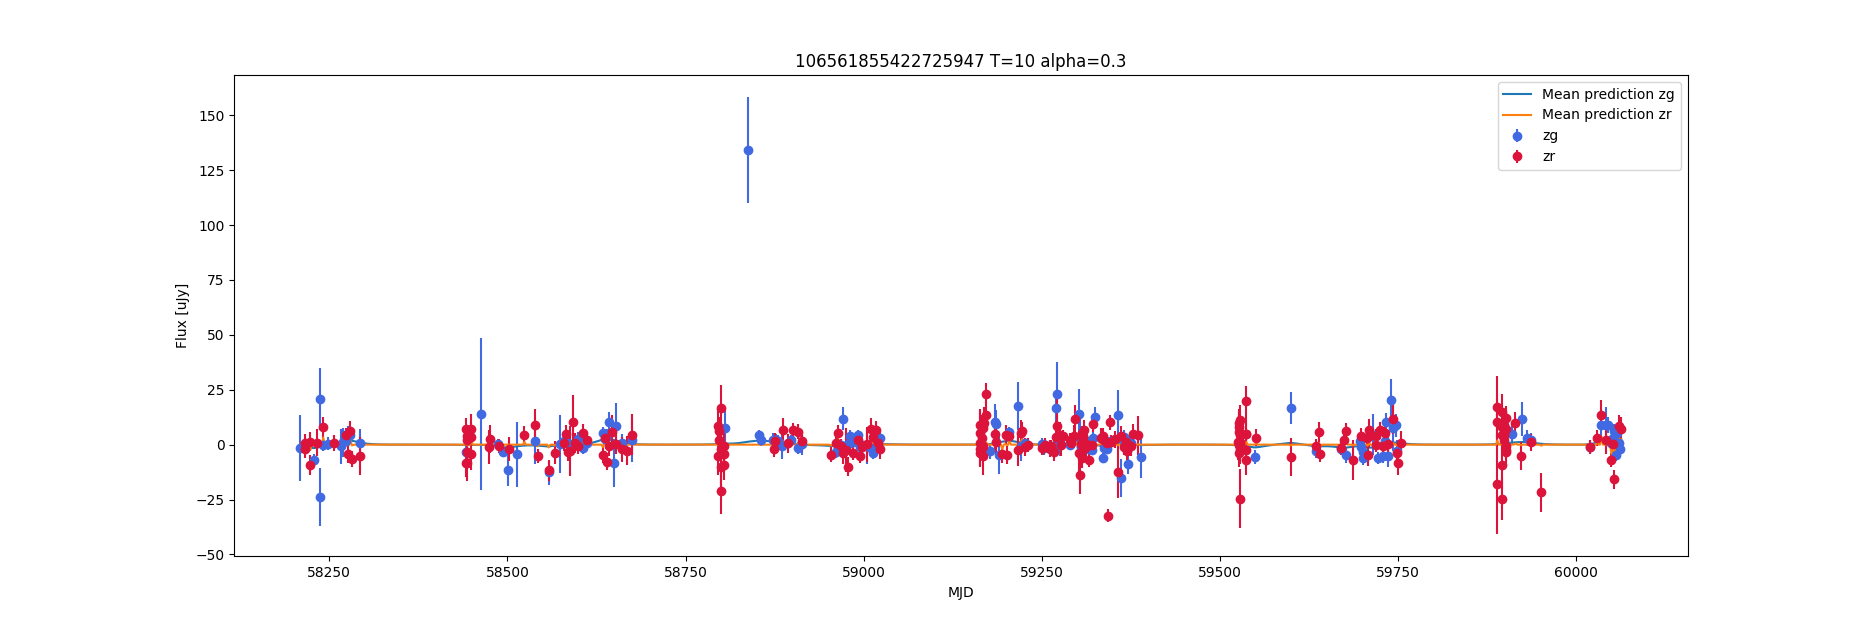 106561855422725947 T=10 alpha=0.3
Mean prediction zg
Mean prediction zr
zg
zr
150
125
100
75
50
25
0
−25
−50
Flux [uJy]
58250 58500 58750 59000 59250 59500 59750 60000
MJD